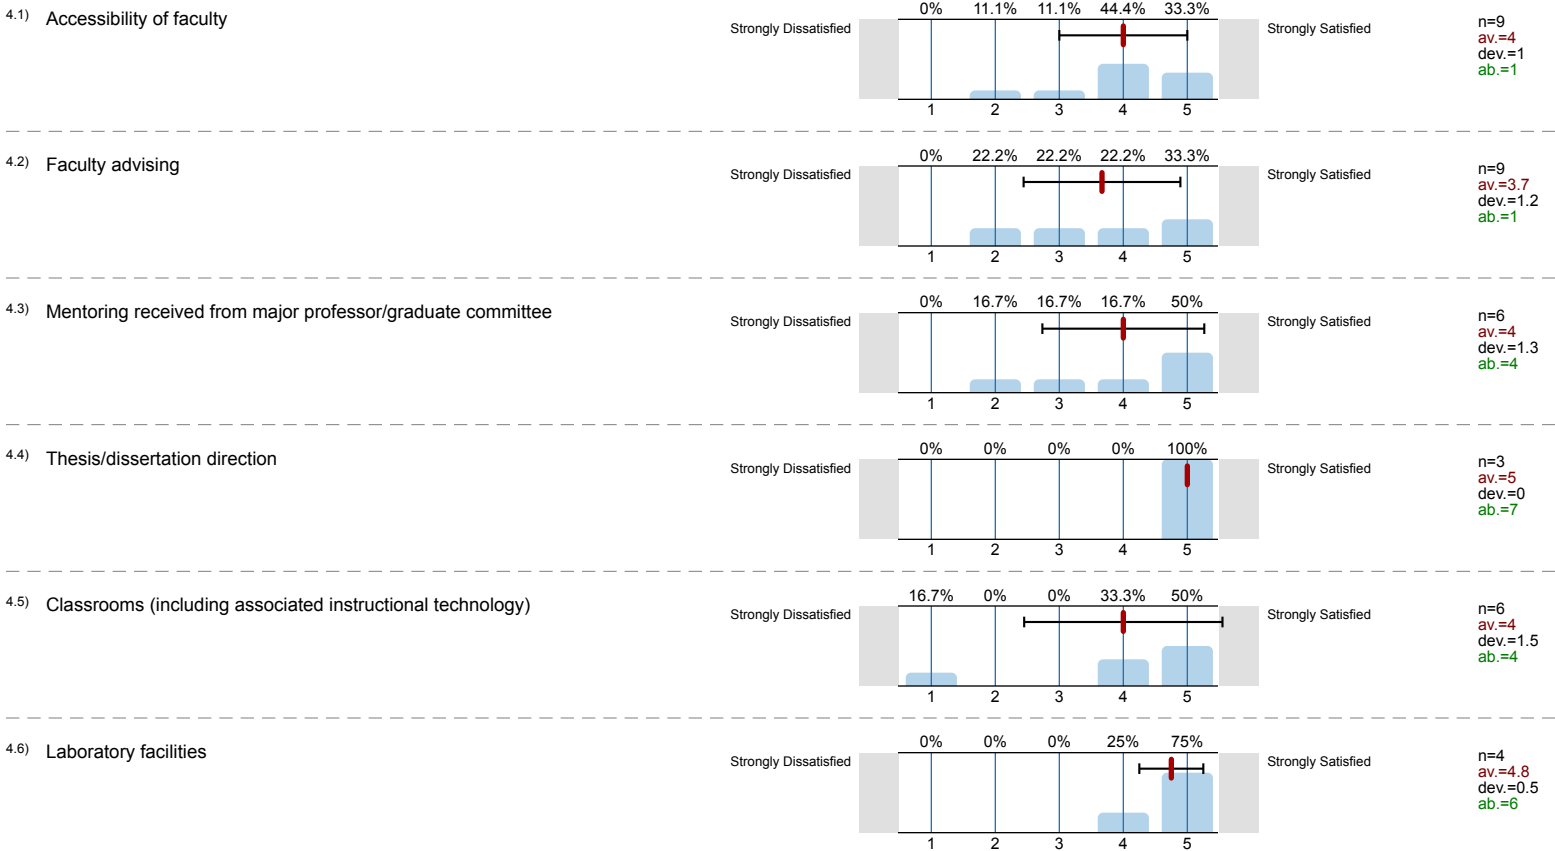 4.1) Accessibility of faculty
0% 11.1% 11.1% 44.4% 33.3%
Strongly Dissatisfied Strongly Satisfied
n=9
av.=4
dev.=1
ab.=1
1 2 3 4 5
4.2) Faculty advising
0% 22.2% 22.2% 22.2% 33.3%
Strongly Dissatisfied Strongly Satisfied
n=9
av.=3.7
dev.=1.2
ab.=1
1 2 3 4 5
4.3) Mentoring received from major professor/graduate committee
0% 16.7% 16.7% 16.7% 50%
Strongly Dissatisfied Strongly Satisfied
n=6
av.=4
dev.=1.3
ab.=4
1 2 3 4 5
4.4) Thesis/dissertation direction
0% 0% 0% 0% 100%
Strongly Dissatisfied Strongly Satisfied
n=3
av.=5
dev.=0
ab.=7
1 2 3 4 5
4.5) Classrooms (including associated instructional technology)
16.7% 0% 0% 33.3% 50%
Strongly Dissatisfied Strongly Satisfied
n=6
av.=4
dev.=1.5
ab.=4
1 2 3 4 5
4.6) Laboratory facilities
0% 0% 0% 25% 75%
Strongly Dissatisfied Strongly Satisfied
n=4
av.=4.8
dev.=0.5
ab.=6
1 2 3 4 5